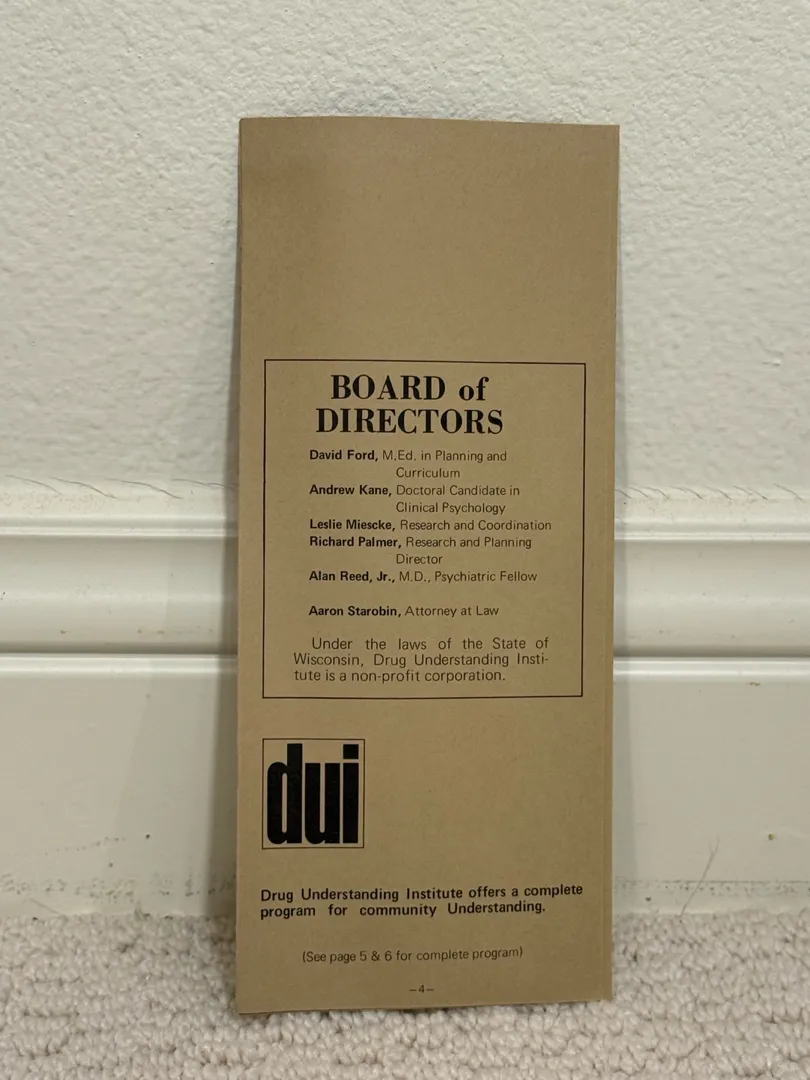 BOARD of
DIRECTORS
David Ford, M.Ed. in Planning and
Curriculum
Andrew Kane, Doctoral Candidate in
Clinical Psychology
Leslie Miescke, Research and Coordination
Richard Palmer, Research and Planning
Director
Alan Reed, Jr., M.D., Psychiatric Fellow
Aaron Starobin, Attorney at Law
Under the laws of the State of
Wisconsin, Drug Understanding Insti-
tute is a non-profit corporation.
dui
Drug Understanding Institute offers a complete
program for community Understanding.
(See page 5 & 6 for complete program)
–4–